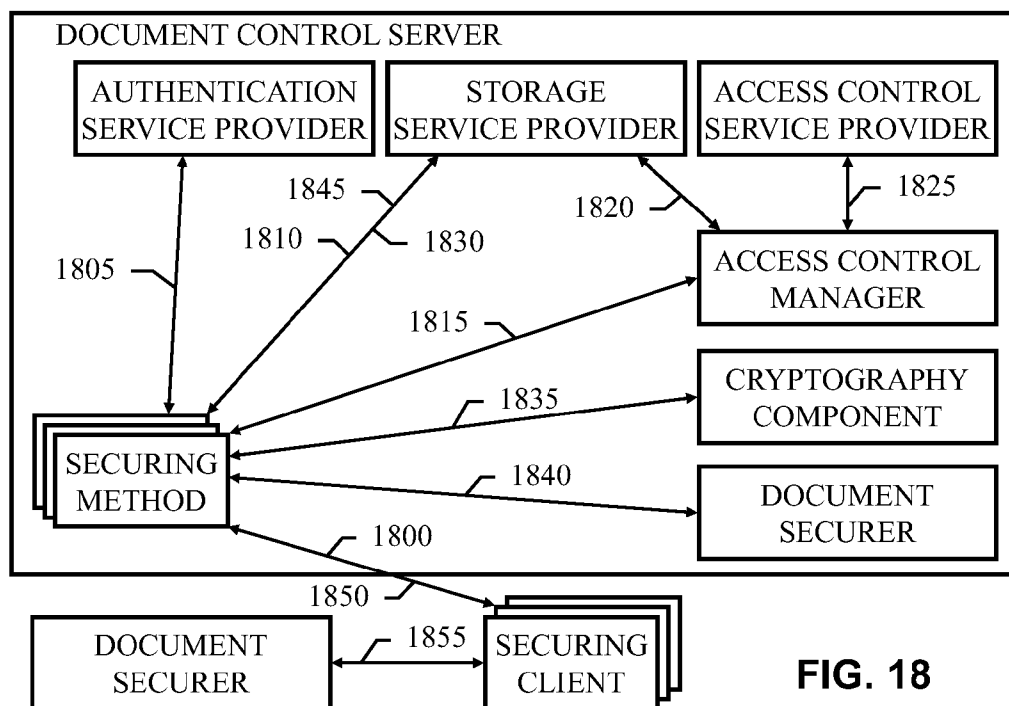 DOCUMENT CONTROL SERVER
AUTHENTICATION
SERVICE PROVIDER
STORAGE
SERVICE PROVIDER
ACCESS CONTROL
SERVICE PROVIDER
1845
1820
1825
1810
1830
1805
ACCESS CONTROL
MANAGER
1815
CRYPTOGRAPHY
COMPONENT
1835
SECURING
METHOD
1840
DOCUMENT
SECURER
1800
1850
DOCUMENT
SECURER
1855
SECURING
CLIENT
FIG. 18